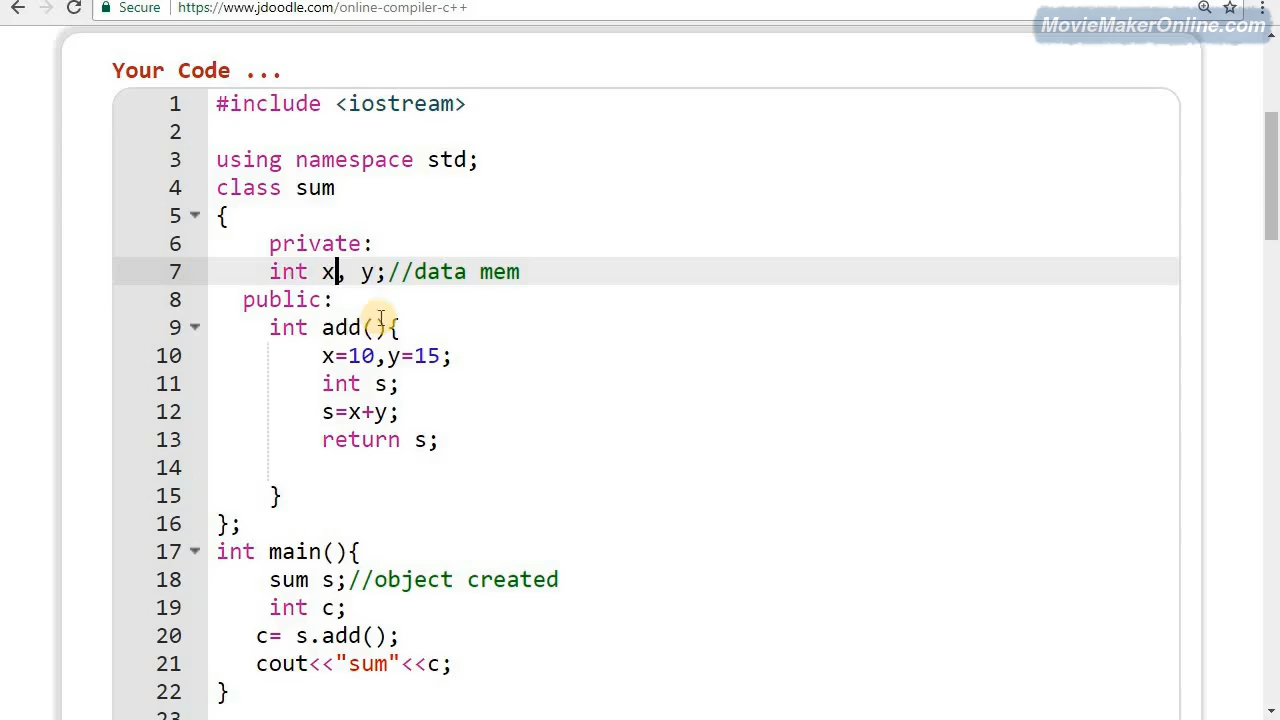 Secure https://www.jdoodle.com/online-compiler-c++
MovieMakerOnline.com
Your Code ...
1 #include <iostream>
2
3 using namespace std;
4 class sum
5 {
6 private:
7 int x, y;//data mem
8 public:
9 int add(){
10 x=10,y=15;
11 int s;
12 s=x+y;
13 return s;
14
15 }
16 };
17 int main(){
18 sum s;//object created
19 int c;
20 c= s.add();
21 cout<<"sum"<<c;
22 }
23